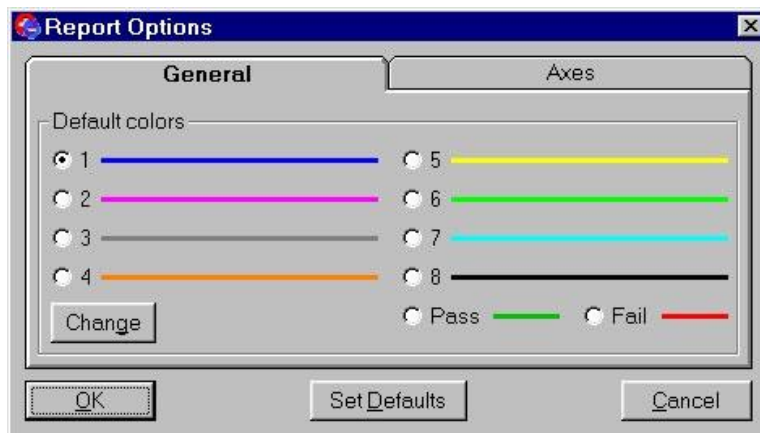 Report Options
General Axes
Default colors
1 5
2 6
3 7
4 8
Change Pass Fail
OK Set Defaults Cancel